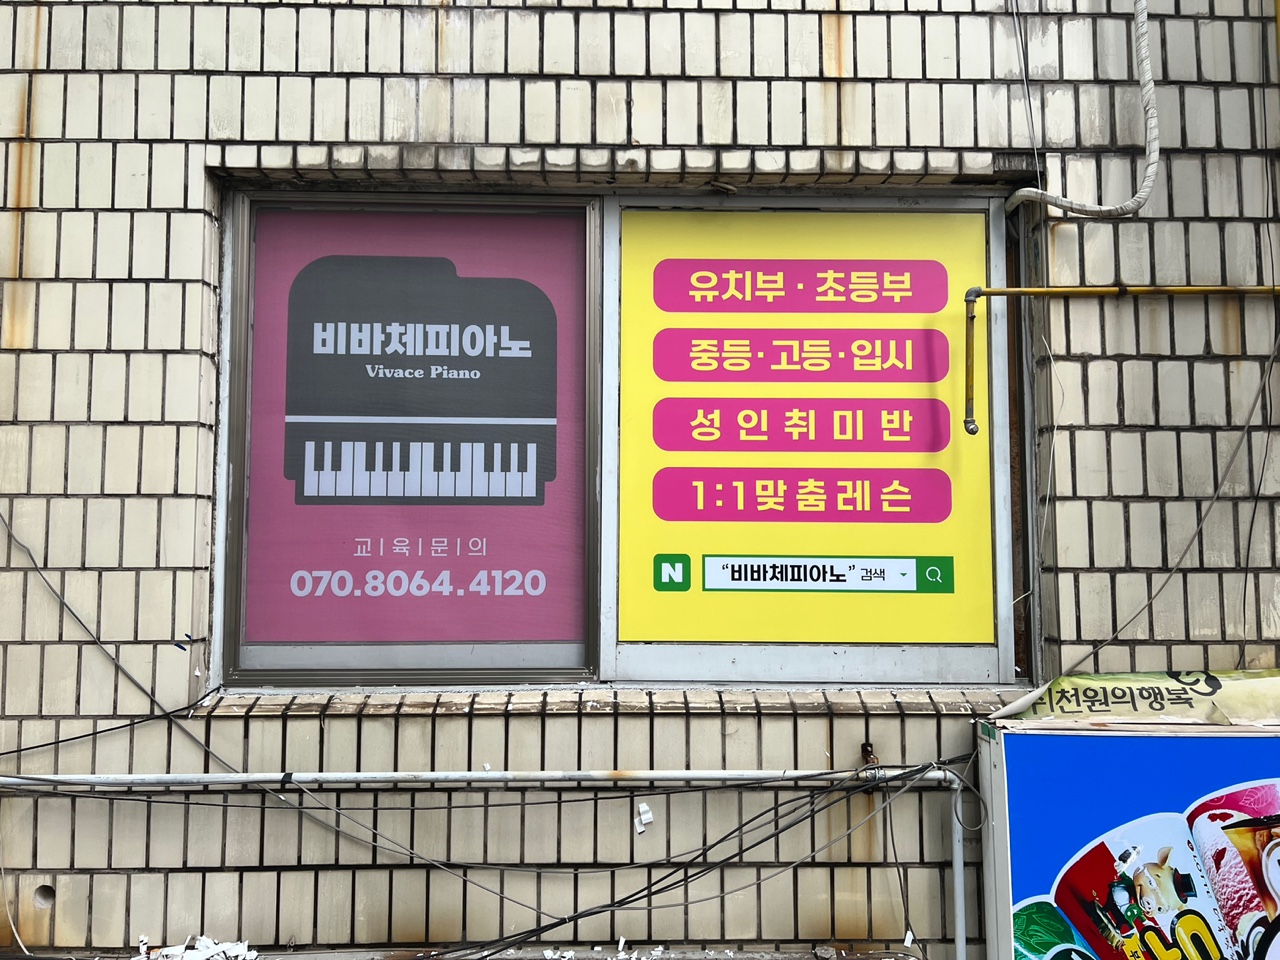 비바체피아노
Vivace Piano
교|육|문|의
070.8064.4120
유치부·초등부
중등·고등·입시
성인취미반
1:1맞춤레슨
N "비바체피아노" 검색
천원의행복